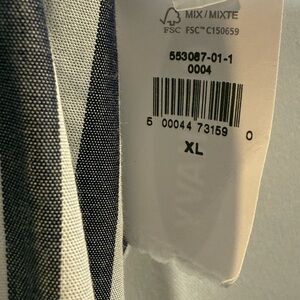 MIX / MIXTE
FSC FSC™ C150659
553087-01-1
0004
5 00044 73159 0
XL